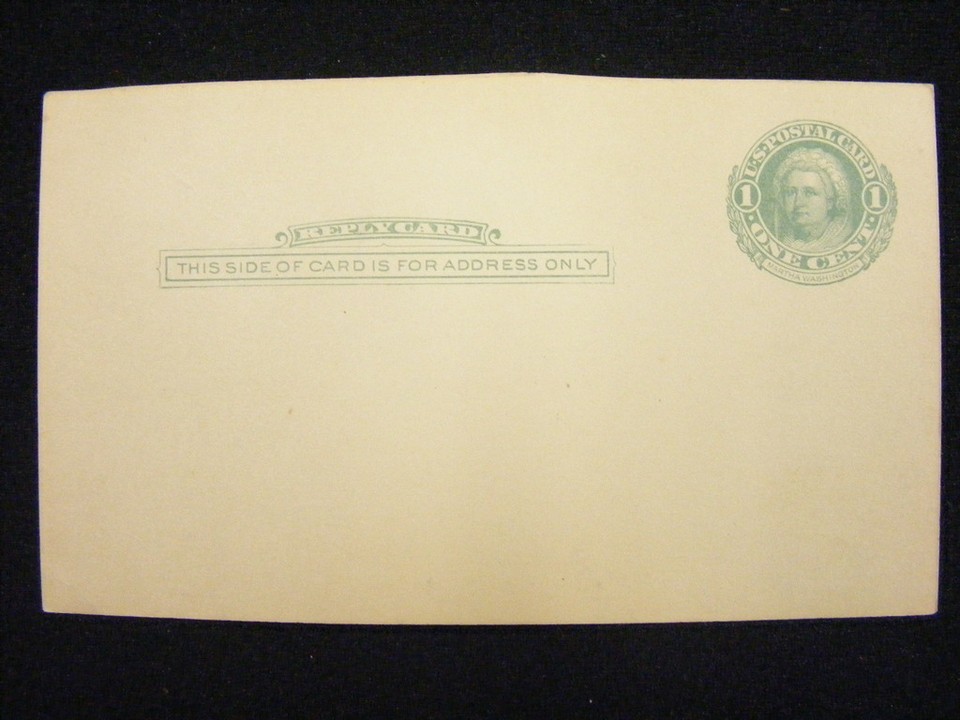 U·S·POSTAL CARD
1 1
·ONE CENT·
MARTHA WASHINGTON
REPLY CARD
THIS SIDE OF CARD IS FOR ADDRESS ONLY